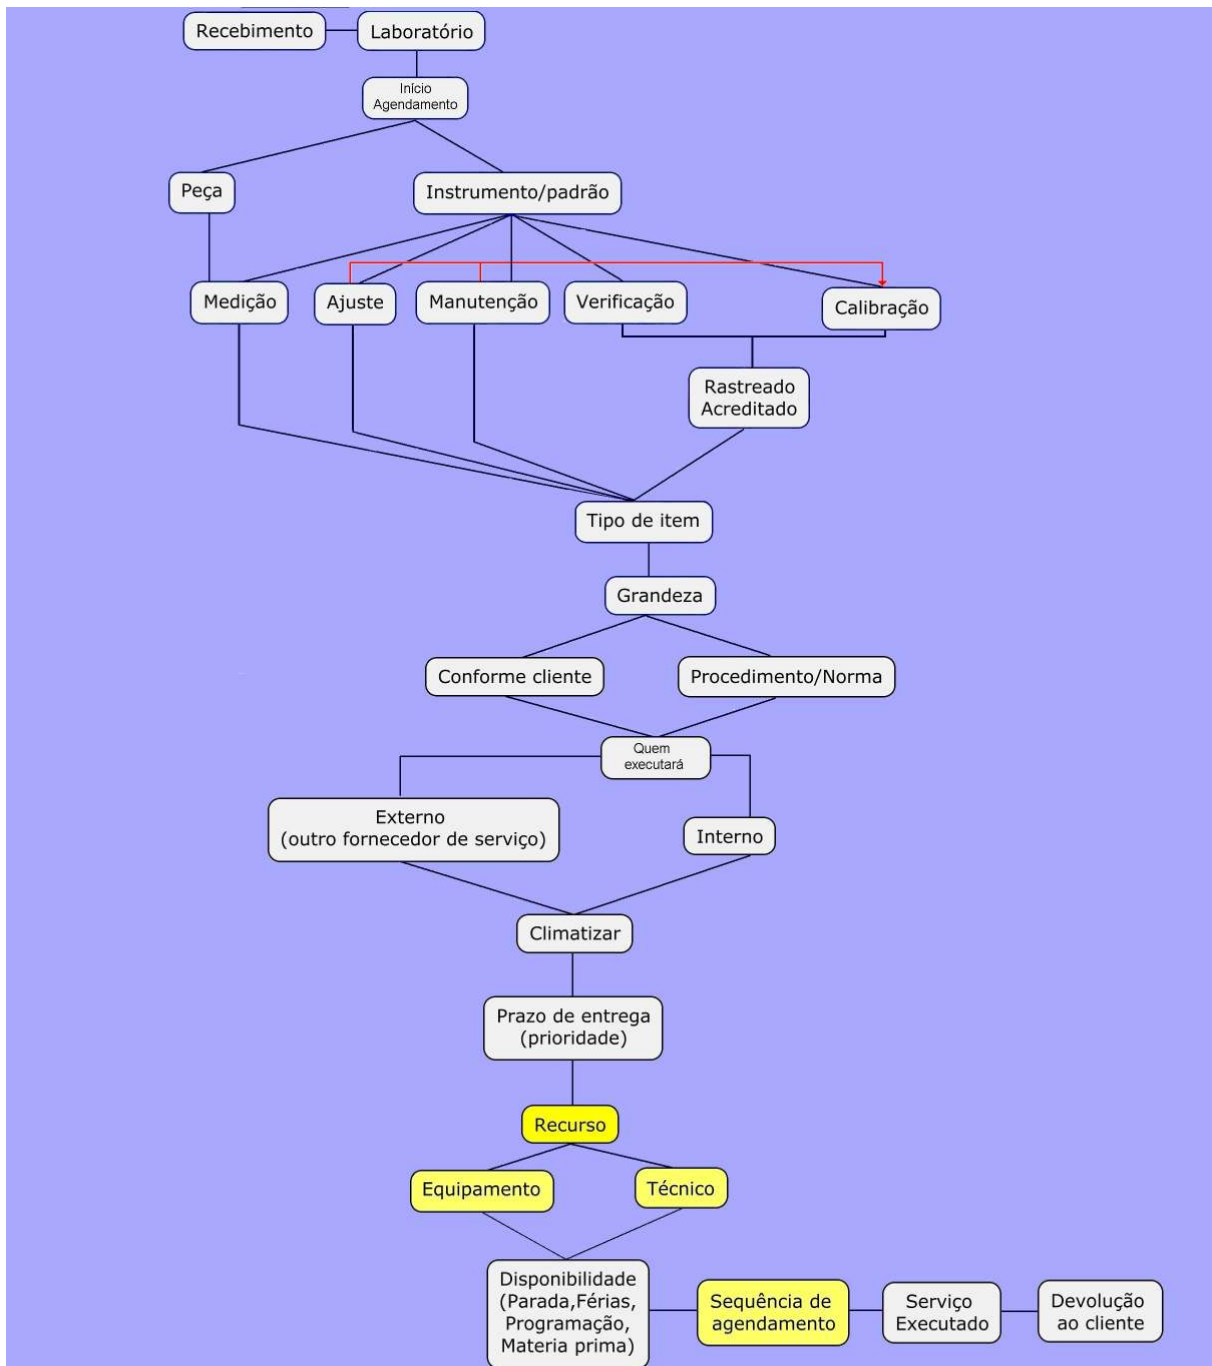 Recebimento
Laboratório
Início
Agendamento
Peça
Instrumento/padrão
Medição
Ajuste
Manutenção
Verificação
Calibração
Rastreado
Acreditado
Tipo de item
Grandeza
Conforme cliente
Procedimento/Norma
Quem
executará
Externo
(outro fornecedor de serviço)
Interno
Climatizar
Prazo de entrega
(prioridade)
Recurso
Equipamento
Técnico
Disponibilidade
(Parada,Férias,
Programação,
Materia prima)
Sequência de
agendamento
Serviço
Executado
Devolução
ao cliente